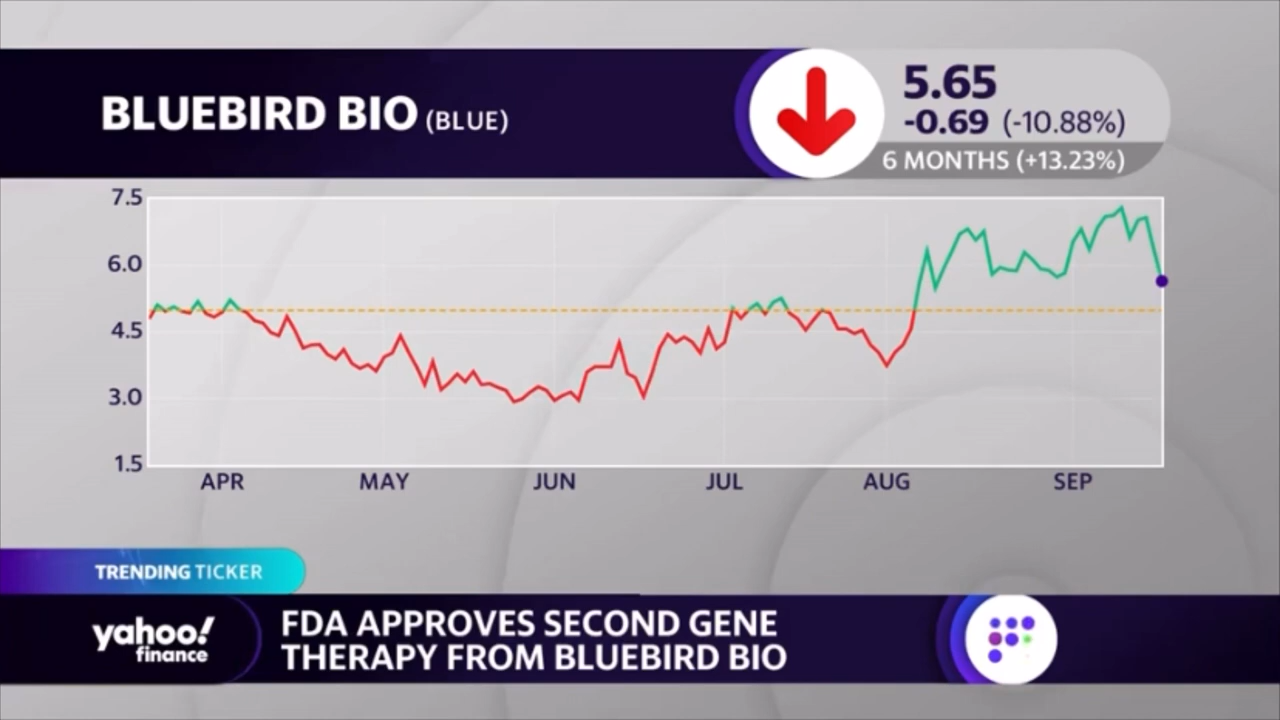 BLUEBIRD BIO (BLUE)
5.65
-0.69 (-10.88%)
6 MONTHS (+13.23%)
7.5
6.0
4.5
3.0
1.5
APR MAY JUN JUL AUG SEP
TRENDING TICKER
yahoo!
finance
FDA APPROVES SECOND GENE
THERAPY FROM BLUEBIRD BIO